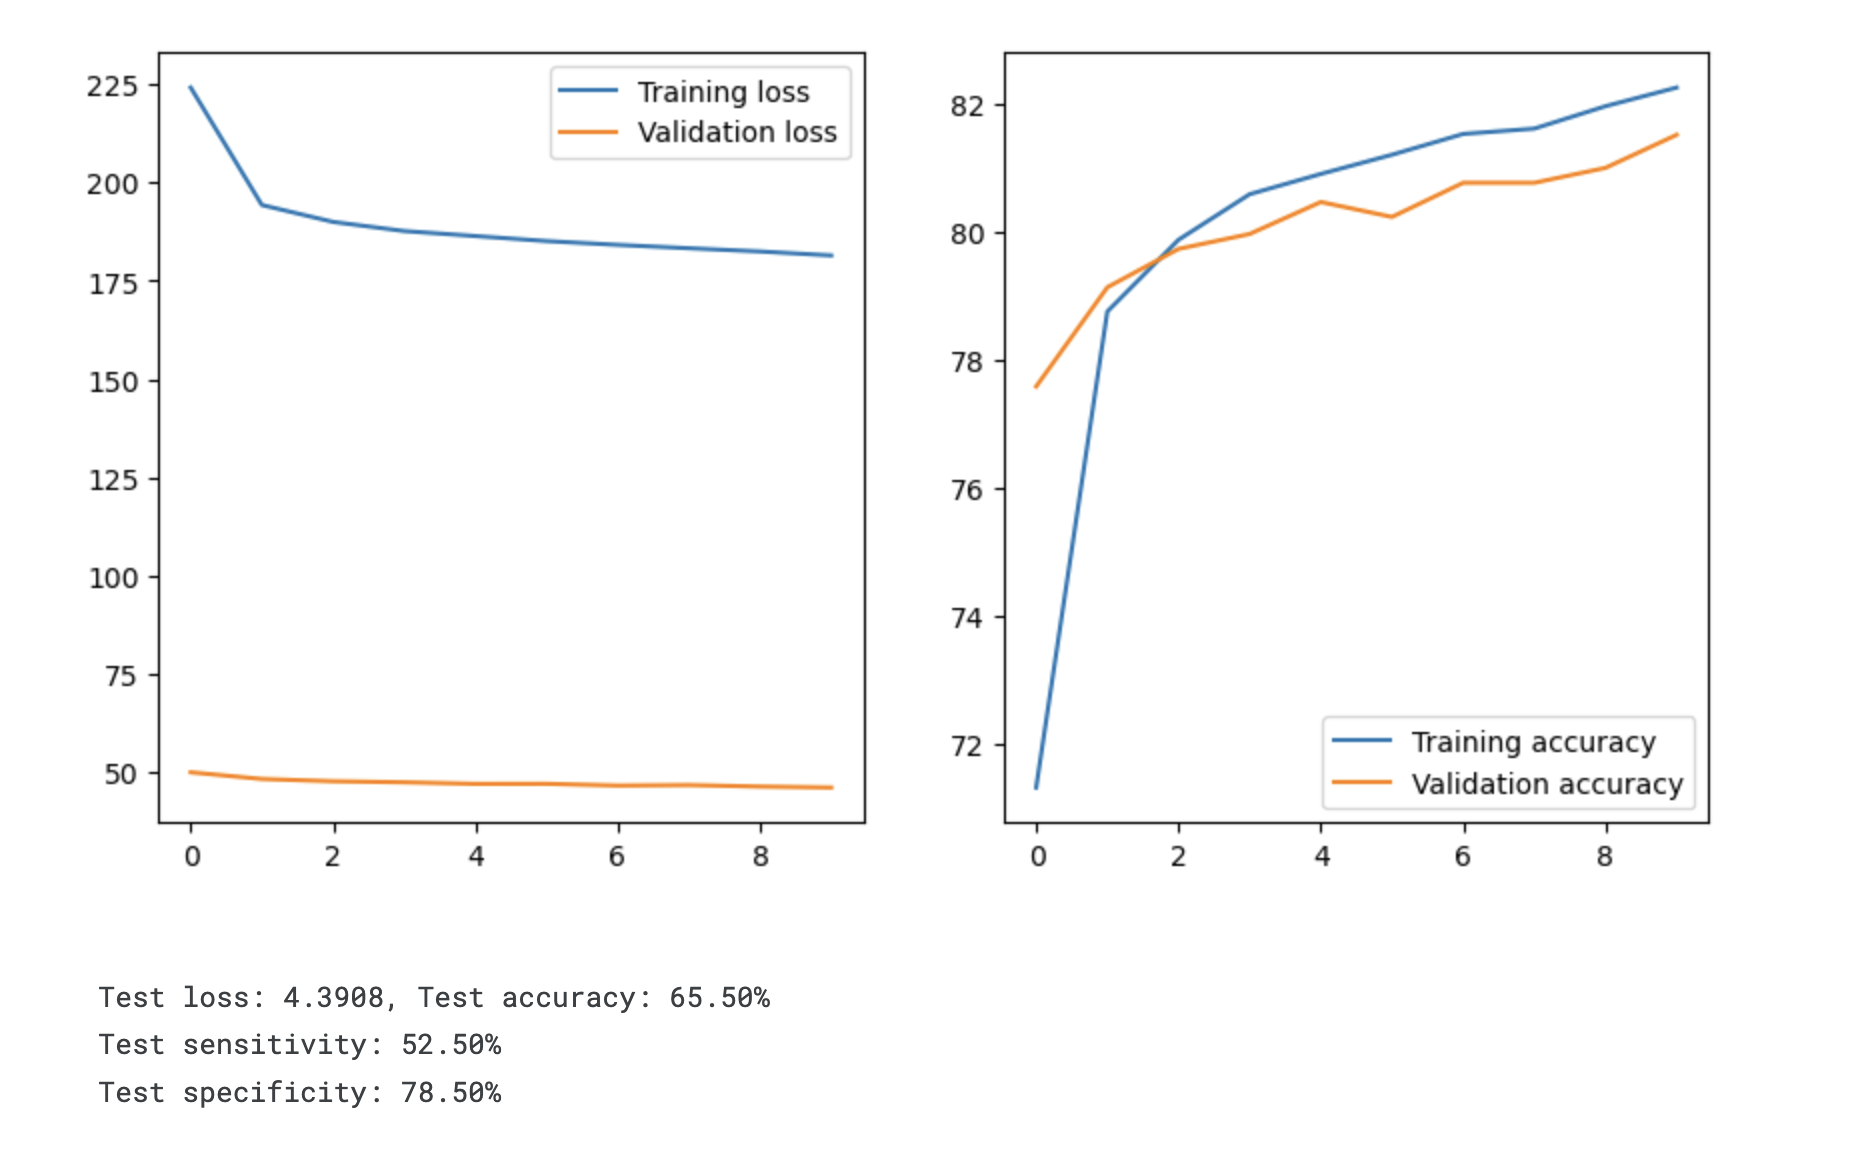 225
200
175
150
125
100
75
50
0 2 4 6 8
Training loss
Validation loss
82
80
78
76
74
72
0 2 4 6 8
Training accuracy
Validation accuracy
Test loss: 4.3908, Test accuracy: 65.50%
Test sensitivity: 52.50%
Test specificity: 78.50%